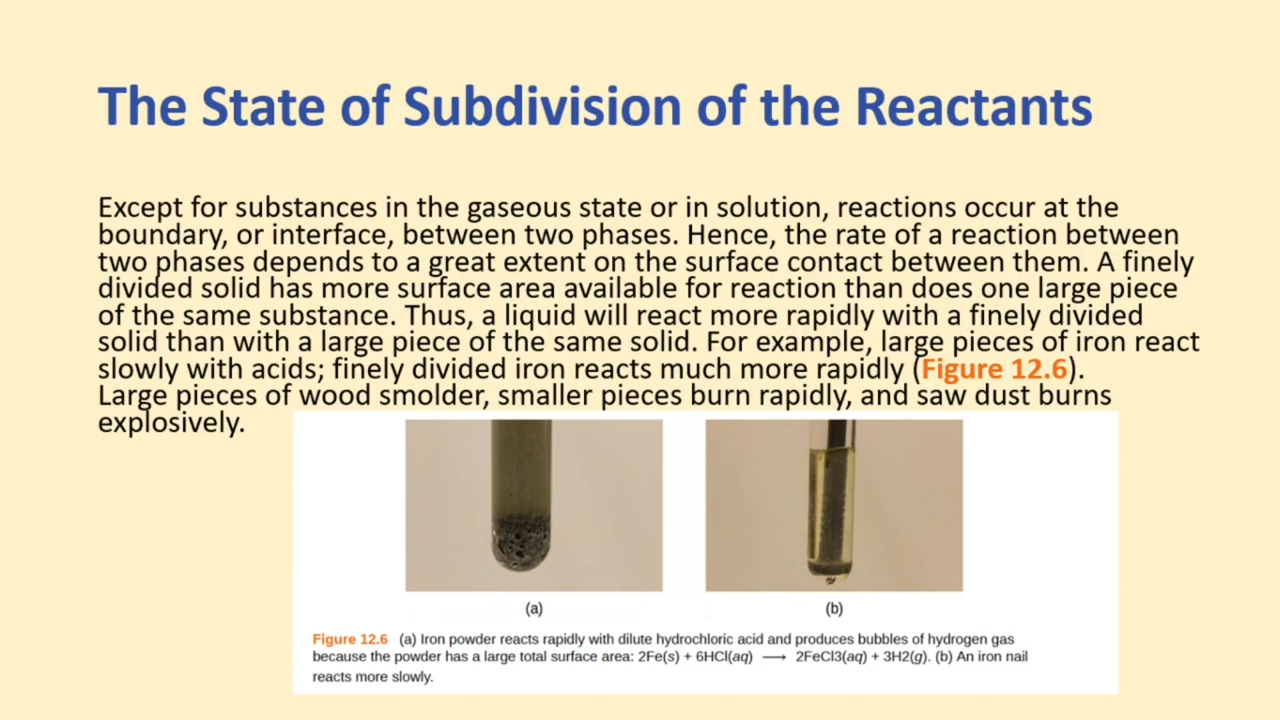 The State of Subdivision of the Reactants
Except for substances in the gaseous state or in solution, reactions occur at the
boundary, or interface, between two phases. Hence, the rate of a reaction between
two phases depends to a great extent on the surface contact between them. A finely
divided solid has more surface area available for reaction than does one large piece
of the same substance. Thus, a liquid will react more rapidly with a finely divided
solid than with a large piece of the same solid. For example, large pieces of iron react
slowly with acids; finely divided iron reacts much more rapidly (Figure 12.6).
Large pieces of wood smolder, smaller pieces burn rapidly, and saw dust burns
explosively.
(a)
(b)
Figure 12.6 (a) Iron powder reacts rapidly with dilute hydrochloric acid and produces bubbles of hydrogen gas
because the powder has a large total surface area: 2Fe(s) + 6HCl(aq) ⟶ 2FeCl3(aq) + 3H2(g). (b) An iron nail
reacts more slowly.